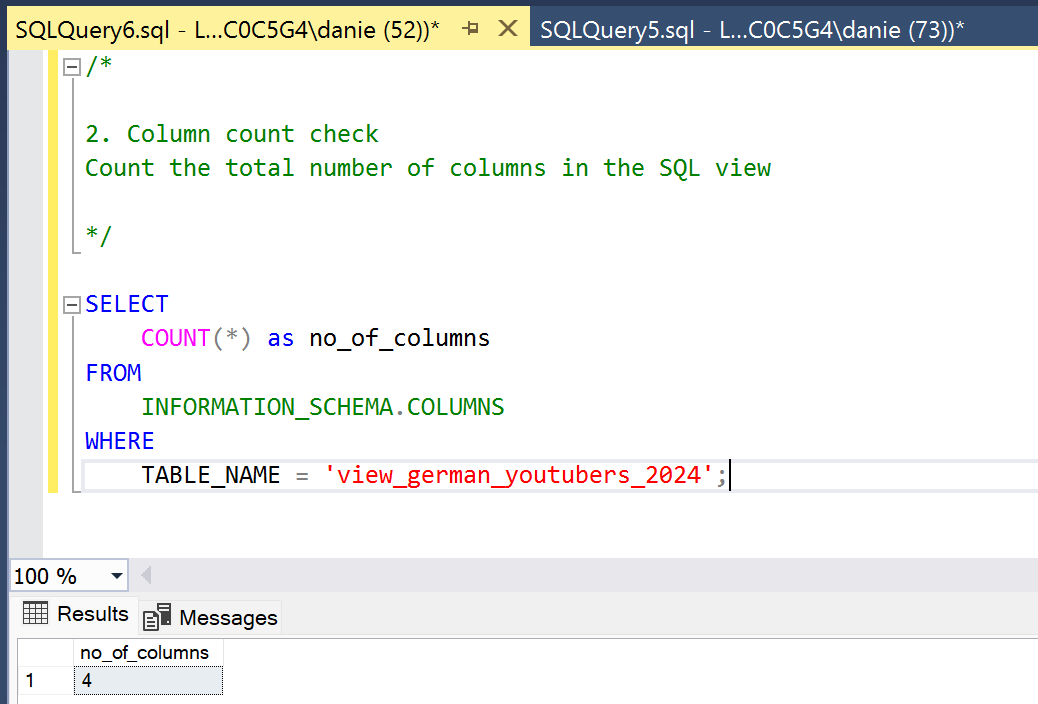 SQLQuery6.sql - L...C0C5G4\danie (52))* SQLQuery5.sql - L...C0C5G4\danie (73))*
/*
2. Column count check
Count the total number of columns in the SQL view
*/
SELECT
COUNT(*) as no_of_columns
FROM
INFORMATION_SCHEMA.COLUMNS
WHERE
TABLE_NAME = 'view_german_youtubers_2024';
100 %
Results Messages
no_of_columns
1 4